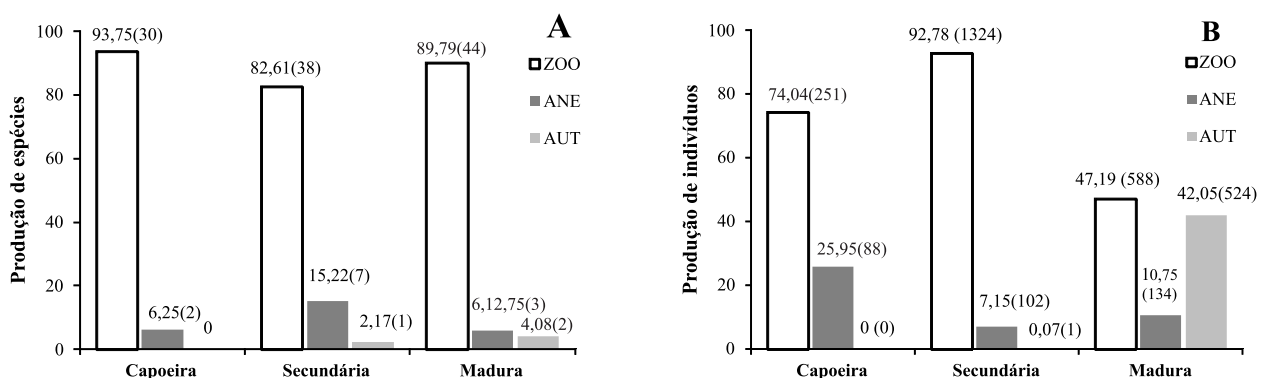 A
Produção de espécies
100
80
60
40
20
0
93,75(30)
6,25(2)
0
82,61(38)
15,22(7)
2,17(1)
89,79(44)
6,12,75(3)
4,08(2)
ZOO
ANE
AUT
Capoeira
Secundária
Madura
B
Produção de indivíduos
100
80
60
40
20
0
74,04(251)
25,95(88)
0 (0)
92,78 (1324)
7,15(102)
0,07(1)
47,19 (588)
10,75
(134)
42,05(524)
ZOO
ANE
AUT
Capoeira
Secundária
Madura